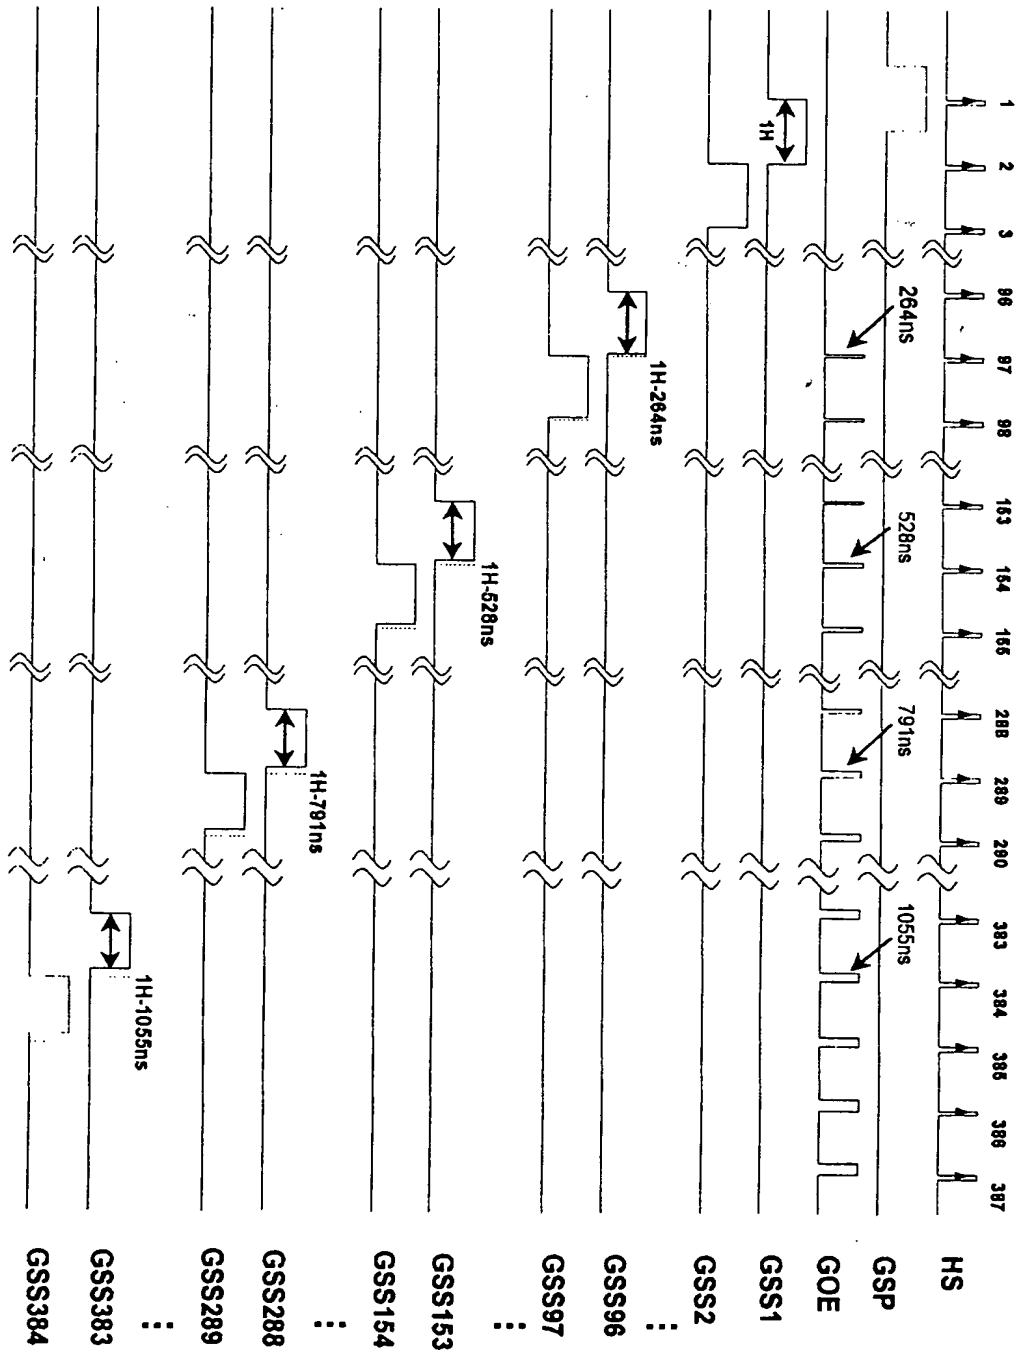 1 2 3 96 97 98 153 154 155 288 289 290 383 384 385 386 387
HS
GSP
264ns 528ns 791ns 1055ns
GOE
1H
GSS1
GSS2
...
1H-264ns
GSS96
GSS97
...
1H-528ns
GSS153
GSS154
...
1H-791ns
GSS288
GSS289
...
1H-1055ns
GSS383
GSS384